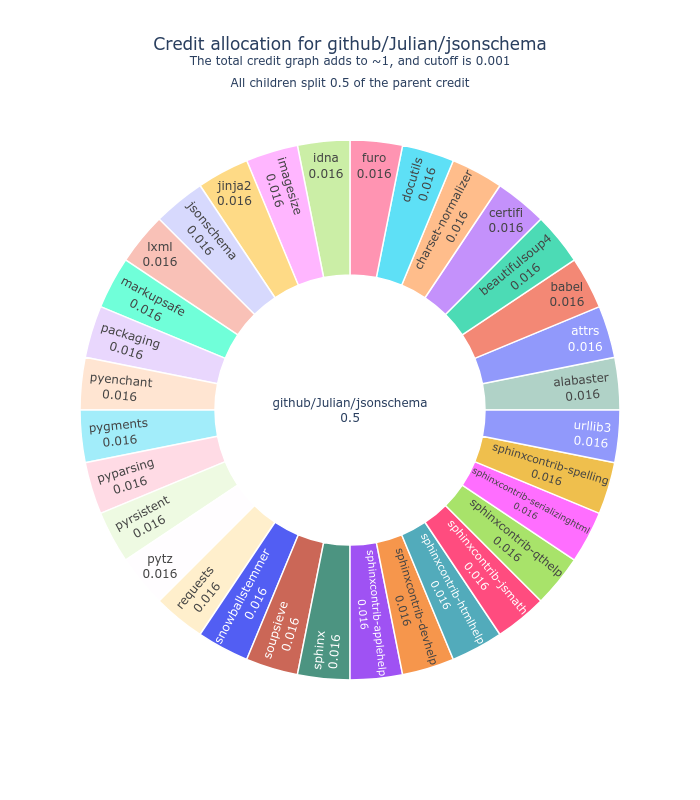 Credit allocation for github/Julian/jsonschema
The total credit graph adds to ~1, and cutoff is 0.001
All children split 0.5 of the parent credit
github/Julian/jsonschema
0.5
furo
0.016
docutils
0.016
charset-normalizer
0.016
certifi
0.016
beautifulsoup4
0.016
babel
0.016
attrs
0.016
alabaster
0.016
urllib3
0.016
sphinxcontrib-spelling
0.016
sphinxcontrib-serializinghtml
0.016
sphinxcontrib-qthelp
0.016
sphinxcontrib-jsmath
0.016
sphinxcontrib-htmlhelp
0.016
sphinxcontrib-devhelp
0.016
sphinxcontrib-applehelp
0.016
sphinx
0.016
soupsieve
0.016
snowballstemmer
0.016
requests
0.016
pytz
0.016
pyrsistent
0.016
pyparsing
0.016
pygments
0.016
pyenchant
0.016
packaging
0.016
markupsafe
0.016
lxml
0.016
jsonschema
0.016
jinja2
0.016
imagesize
0.016
idna
0.016